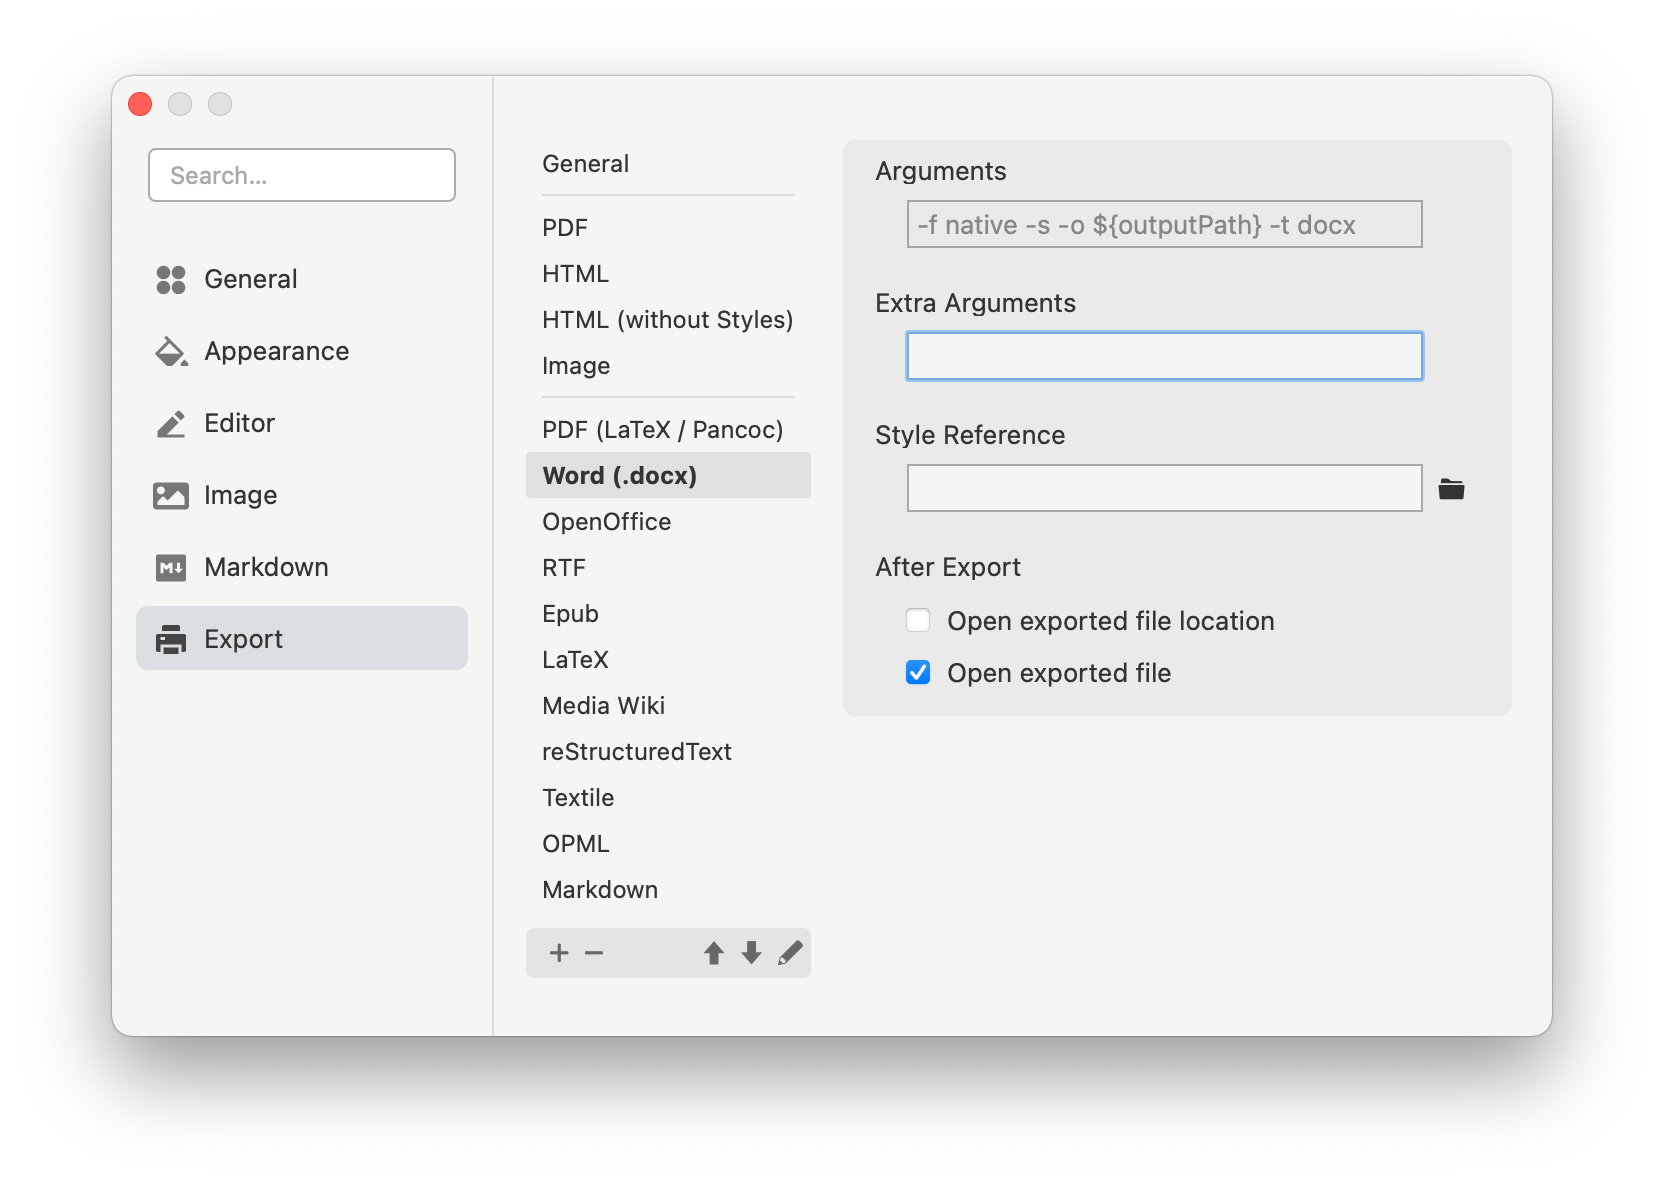 Search...
General
Appearance
Editor
Image
Markdown
Export
General
PDF
HTML
HTML (without Styles)
Image
PDF (LaTeX / Pancoc)
Word (.docx)
OpenOffice
RTF
Epub
LaTeX
Media Wiki
reStructuredText
Textile
OPML
Markdown
Arguments
-f native -s -o ${outputPath} -t docx
Extra Arguments
Style Reference
After Export
Open exported file location
Open exported file